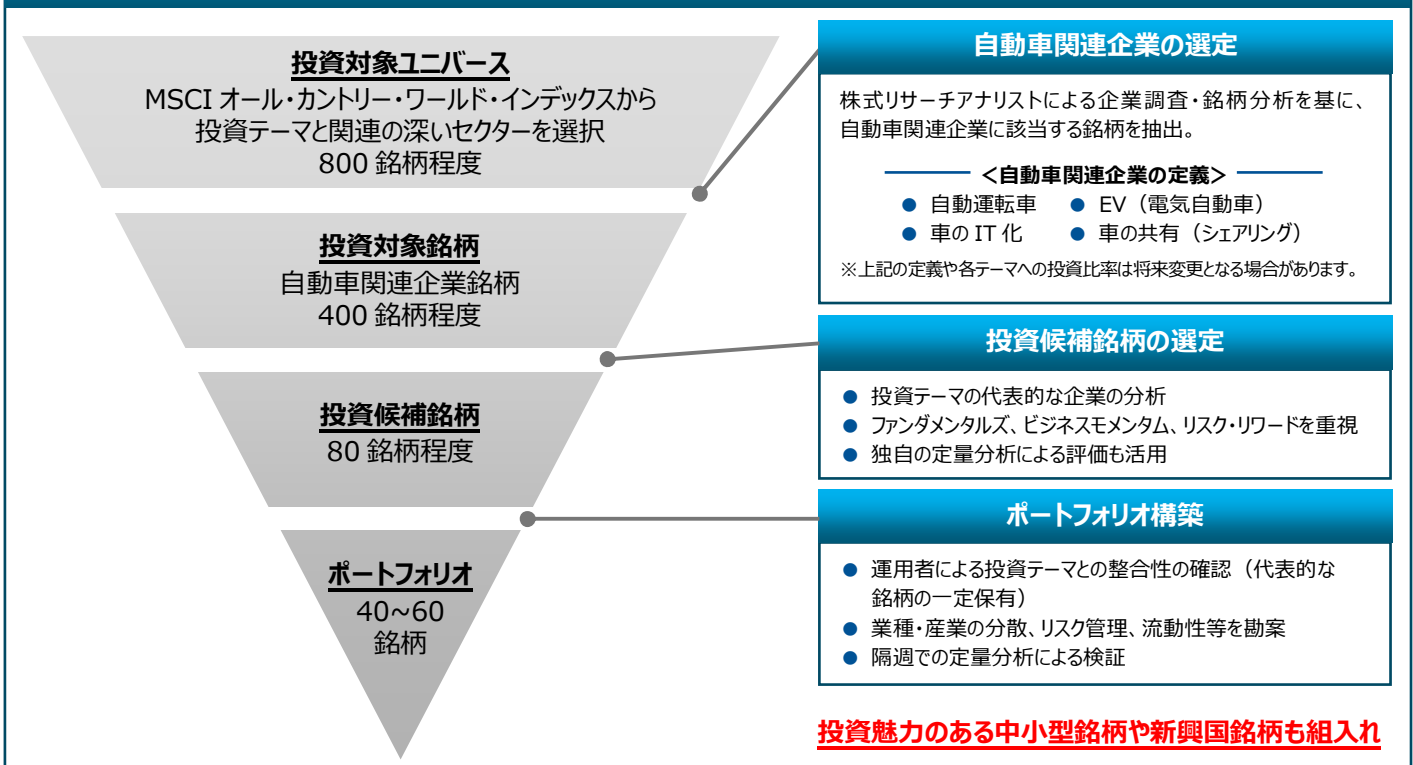 投資対象ユニバース
MSCI オール・カントリー・ワールド・インデックスから
投資テーマと関連の深いセクターを選択
800 銘柄程度
投資対象銘柄
自動車関連企業銘柄
400 銘柄程度
投資候補銘柄
80 銘柄程度
ポートフォリオ
40~60
銘柄
自動車関連企業の選定
株式リサーチアナリストによる企業調査・銘柄分析を基に、
自動車関連企業に該当する銘柄を抽出。
<自動車関連企業の定義>
● 自動運転車 ● EV（電気自動車）
● 車の IT 化 ● 車の共有（シェアリング）
※上記の定義や各テーマへの投資比率は将来変更となる場合があります。
投資候補銘柄の選定
● 投資テーマの代表的な企業の分析
● ファンダメンタルズ、ビジネスモメンタム、リスク・リワードを重視
● 独自の定量分析による評価も活用
ポートフォリオ構築
● 運用者による投資テーマとの整合性の確認（代表的な
銘柄の一定保有）
● 業種・産業の分散、リスク管理、流動性等を勘案
● 隔週での定量分析による検証
投資魅力のある中小型銘柄や新興国銘柄も組入れ